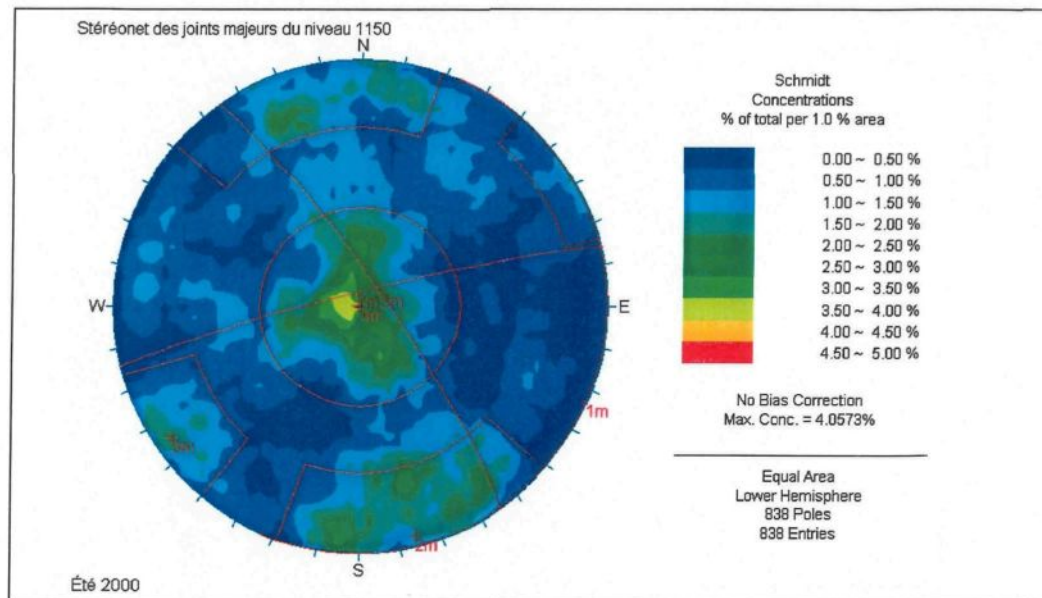 Stéréonet des joints majeurs du niveau 1150
N
W
E
S
1m
2m
Schmidt
Concentrations
% of total per 1.0 % area
0.00 ~ 0.50 %
0.50 ~ 1.00 %
1.00 ~ 1.50 %
1.50 ~ 2.00 %
2.00 ~ 2.50 %
2.50 ~ 3.00 %
3.00 ~ 3.50 %
3.50 ~ 4.00 %
4.00 ~ 4.50 %
4.50 ~ 5.00 %
No Bias Correction
Max. Conc. = 4.0573%
Equal Area
Lower Hemisphere
838 Poles
838 Entries
Été 2000